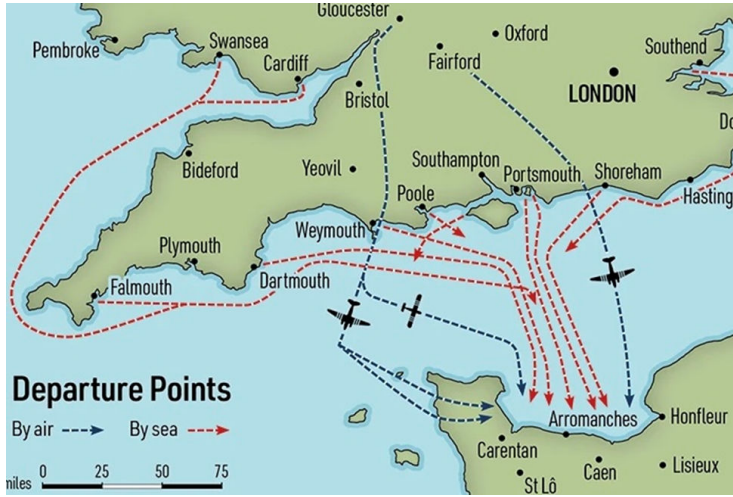 Gloucester
Oxford
Pembroke
Swansea
Fairford
Southend
Cardiff
LONDON
Bristol
Do
Southampton
Bideford
Yeovil
Portsmouth
Shoreham
Poole
Hasting
Weymouth
Plymouth
Falmouth
Dartmouth
Departure Points
By air
By sea
Arromanches
Honfleur
Carentan
Caen
Lisieux
St Lô
miles
0 25 50 75